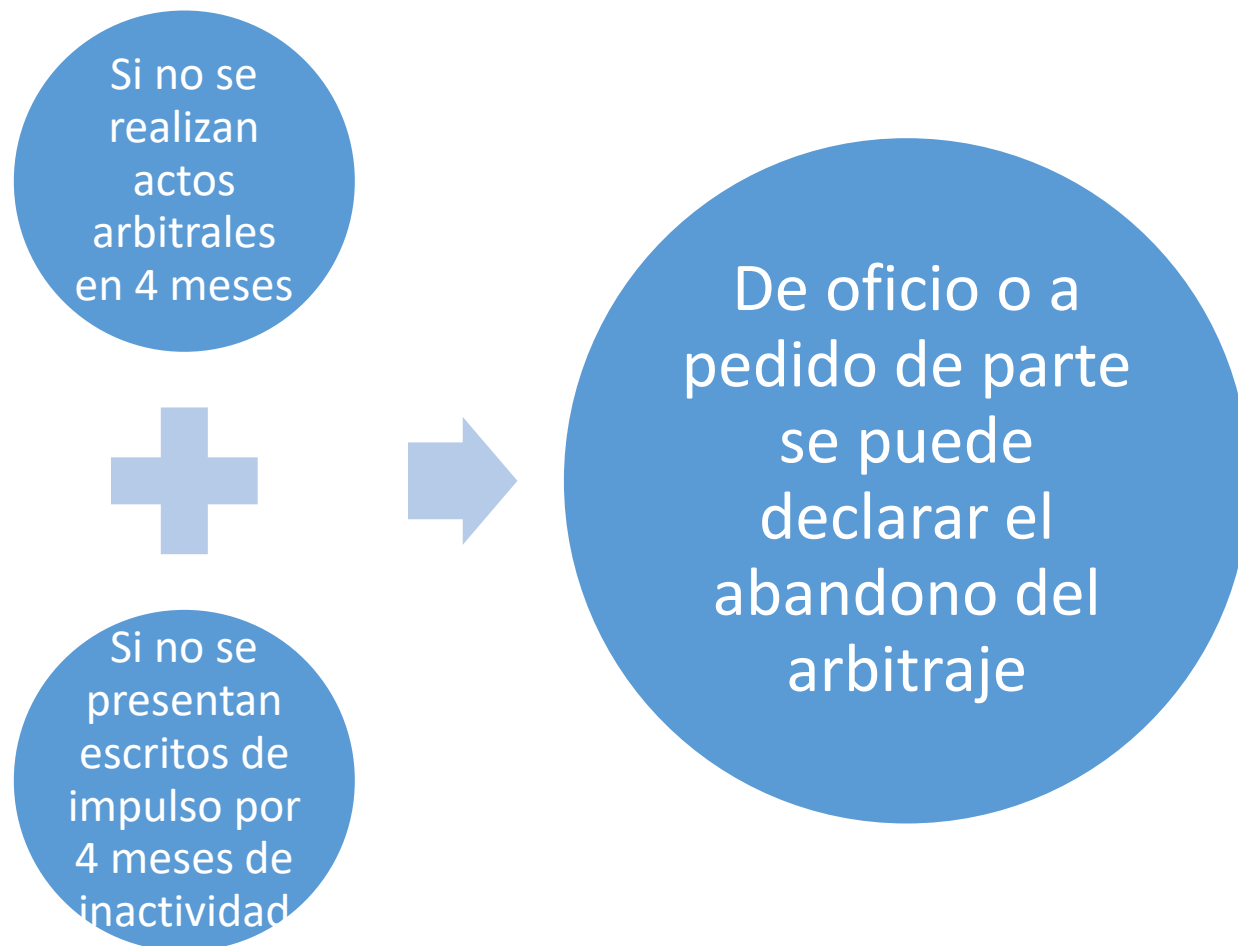 Si no se
realizan
actos
arbitrales
en 4 meses
Si no se
presentan
escritos de
impulso por
4 meses de
inactividad
De oficio o a
pedido de parte
se puede
declarar el
abandono del
arbitraje